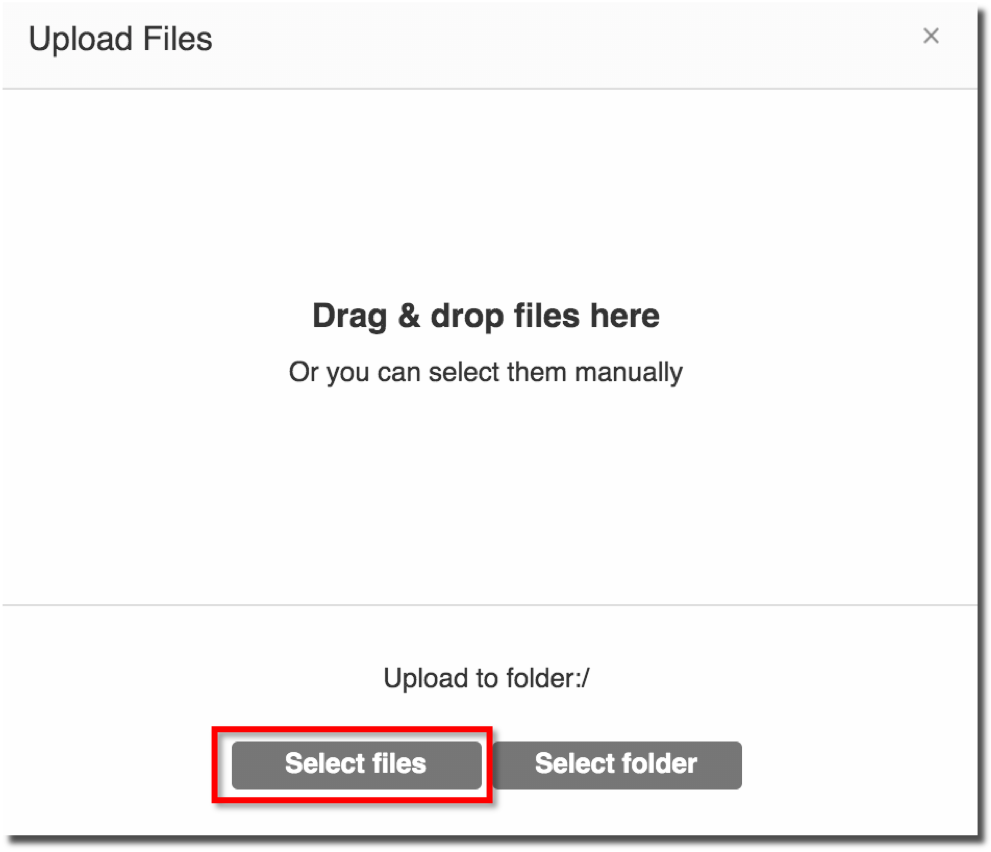 Upload Files
Drag & drop files here
Or you can select them manually
Upload to folder:/
Select files
Select folder